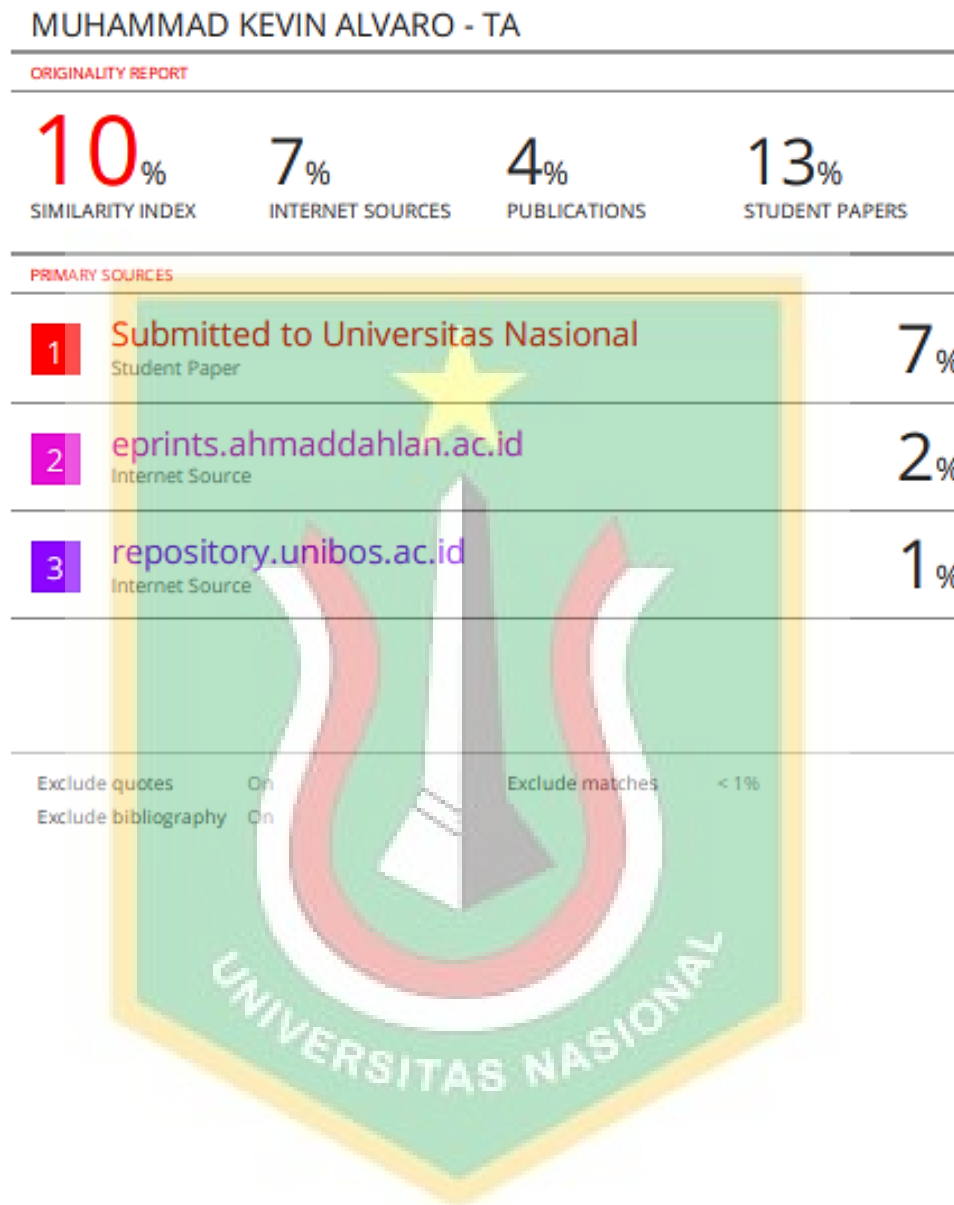 MUHAMMAD KEVIN ALVARO - TA
ORIGINALITY REPORT
10% 7% 4% 13%
SIMILARITY INDEX INTERNET SOURCES PUBLICATIONS STUDENT PAPERS
PRIMARY SOURCES
1 Submitted to Universitas Nasional 7%
Student Paper
2 eprints.ahmaddahlan.ac.id 2%
Internet Source
3 repository.unibos.ac.id 1%
Internet Source
Exclude quotes On Exclude matches < 1%
Exclude bibliography On
UNIVERSITAS NASIONAL